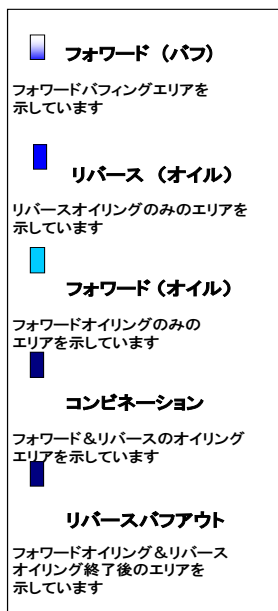 フォワード（バフ）
フォワードバフィングエリアを
示しています
リバース （オイル）
リバースオイリングのみのエリアを
示しています
フォワード（オイル）
フォワードオイリングのみの
エリアを示しています
コンビネーション
フォワード＆リバースのオイリング
エリアを示しています
リバースバフアウト
フォワードオイリング＆リバース
オイリング終了後のエリアを
示しています